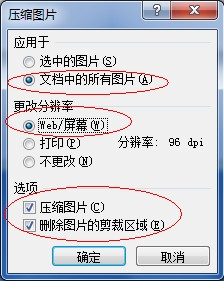 压缩图片
应用于
选中的图片(S)
文档中的所有图片(A)
更改分辨率
Web/屏幕(W)
打印(P) 分辨率: 96 dpi
不更改(N)
选项
压缩图片(C)
删除图片的剪裁区域(E)
确定 取消